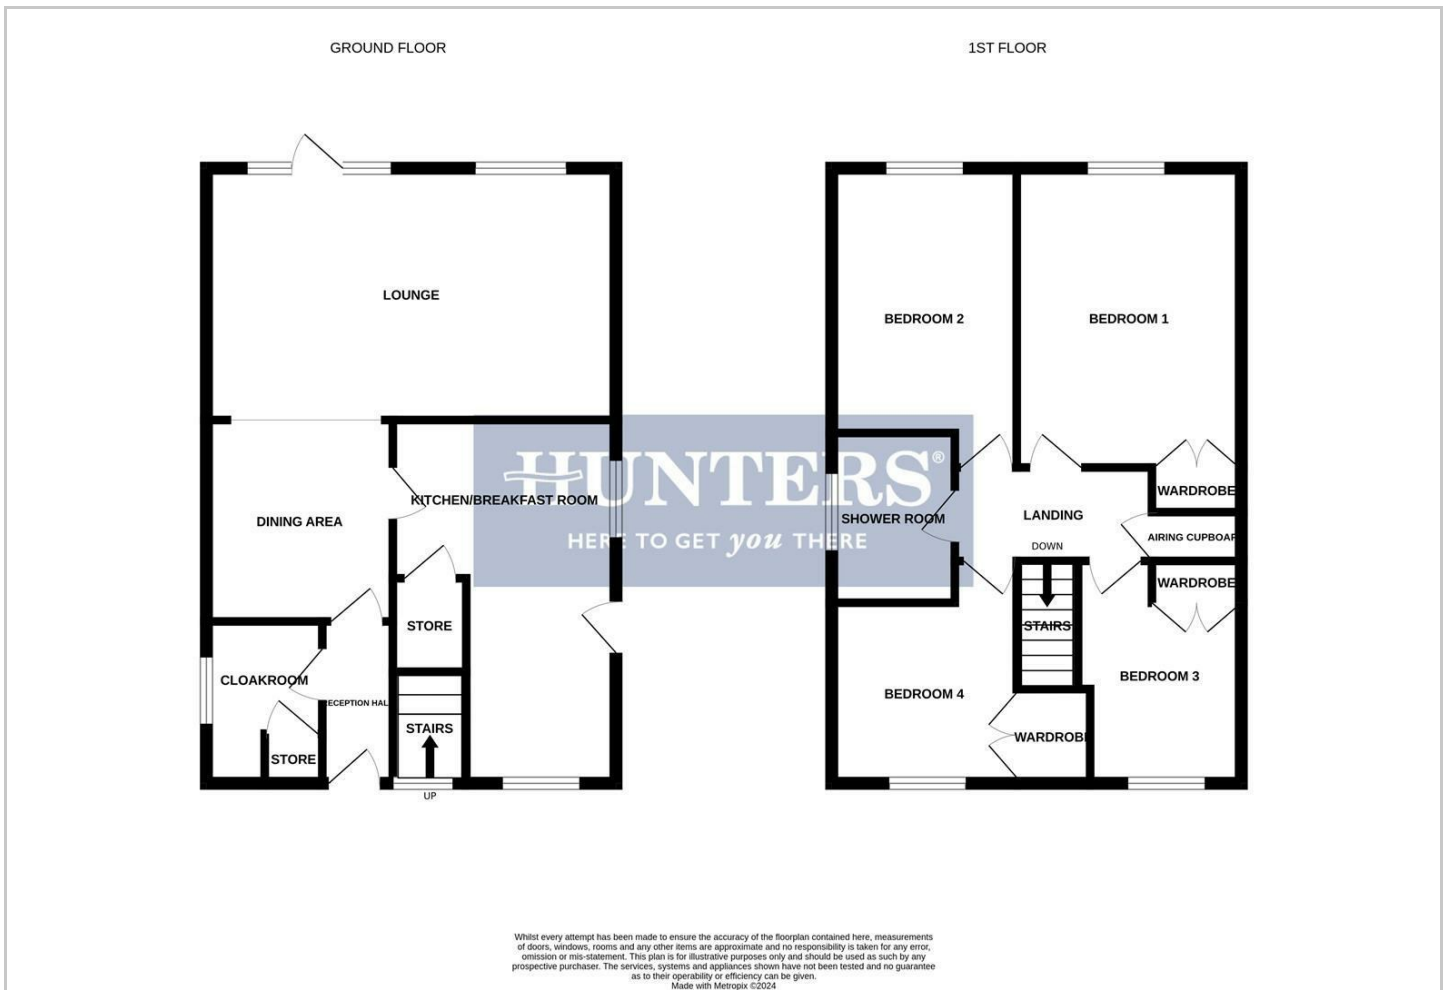 GROUND FLOOR
LOUNGE
DINING AREA
KITCHEN/BREAKFAST ROOM
STORE
CLOAKROOM
RECEPTION HAL
STORE
STAIRS
UP
1ST FLOOR
BEDROOM 2
BEDROOM 1
WARDROBE
SHOWER ROOM
LANDING
AIRING CUPBOAR
DOWN
WARDROBE
STAIRS
BEDROOM 3
BEDROOM 4
WARDROBE
HUNTERS®
HERE TO GET you THERE
Whilst every attempt has been made to ensure the accuracy of the floorplan contained here, measurements
of doors, windows, rooms and any other items are approximate and no responsibility is taken for any error,
omission or mis-statement. This plan is for illustrative purposes only and should be used as such by any
prospective purchaser. The services, systems and appliances shown have not been tested and no guarantee
as to their operability or efficiency can be given.
Made with Metropix ©2024